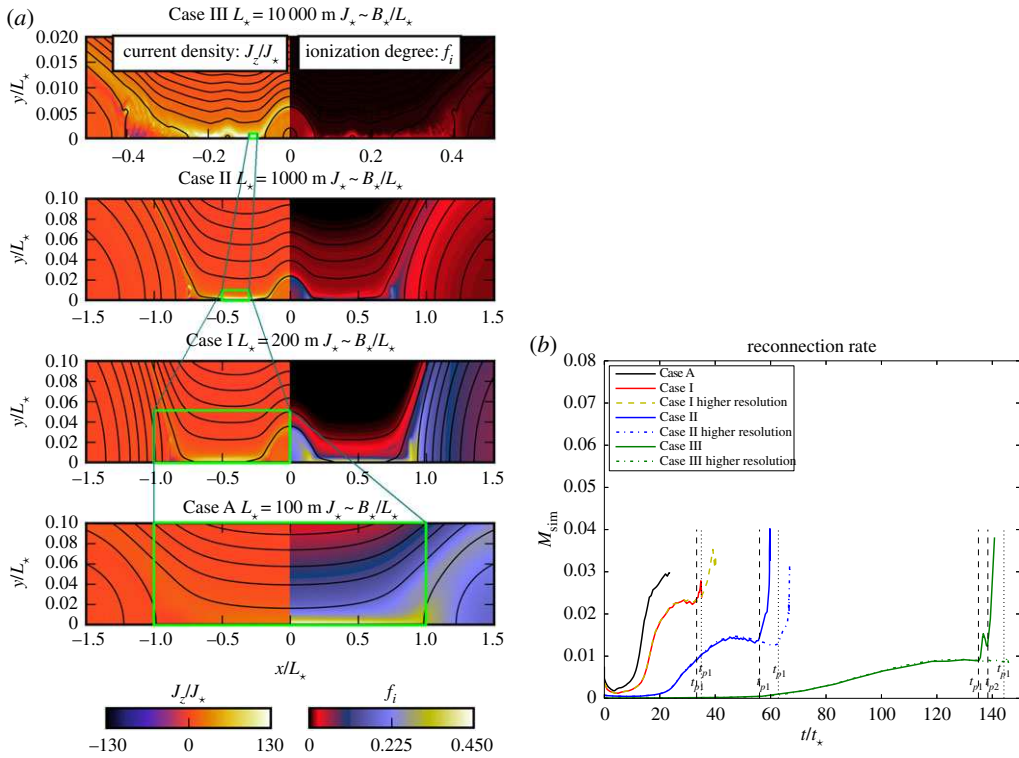 (a)
Case III L⋆ = 10 000 m J⋆ ~ B⋆/L⋆
current density: Jz/J⋆
ionization degree: fi
y/L⋆
0.020
0.015
0.010
0.005
0
−0.4 −0.2 0 0.2 0.4
Case II L⋆ = 1000 m J⋆ ~ B⋆/L⋆
y/L⋆
0.10
0.08
0.06
0.04
0.02
0
−1.5 −1.0 −0.5 0 0.5 1.0 1.5
Case I L⋆ = 200 m J⋆ ~ B⋆/L⋆
y/L⋆
0.10
0.08
0.06
0.04
0.02
0
−1.5 −1.0 −0.5 0 0.5 1.0 1.5
Case A L⋆ = 100 m J⋆ ~ B⋆/L⋆
y/L⋆
0.10
0.08
0.06
0.04
0.02
0
−1.5 −1.0 −0.5 0 0.5 1.0 1.5
x/L⋆
Jz/J⋆
−130 0 130
fi
0 0.225 0.450
(b)
reconnection rate
Msim
0.08
0.07
0.06
0.05
0.04
0.03
0.02
0.01
0
Case A
Case I
Case I higher resolution
Case II
Case II higher resolution
Case III
Case III higher resolution
tp1 tp1 tp1 tp1 tp1 tp2 tp1
0 20 40 60 80 100 120 140
t/t⋆